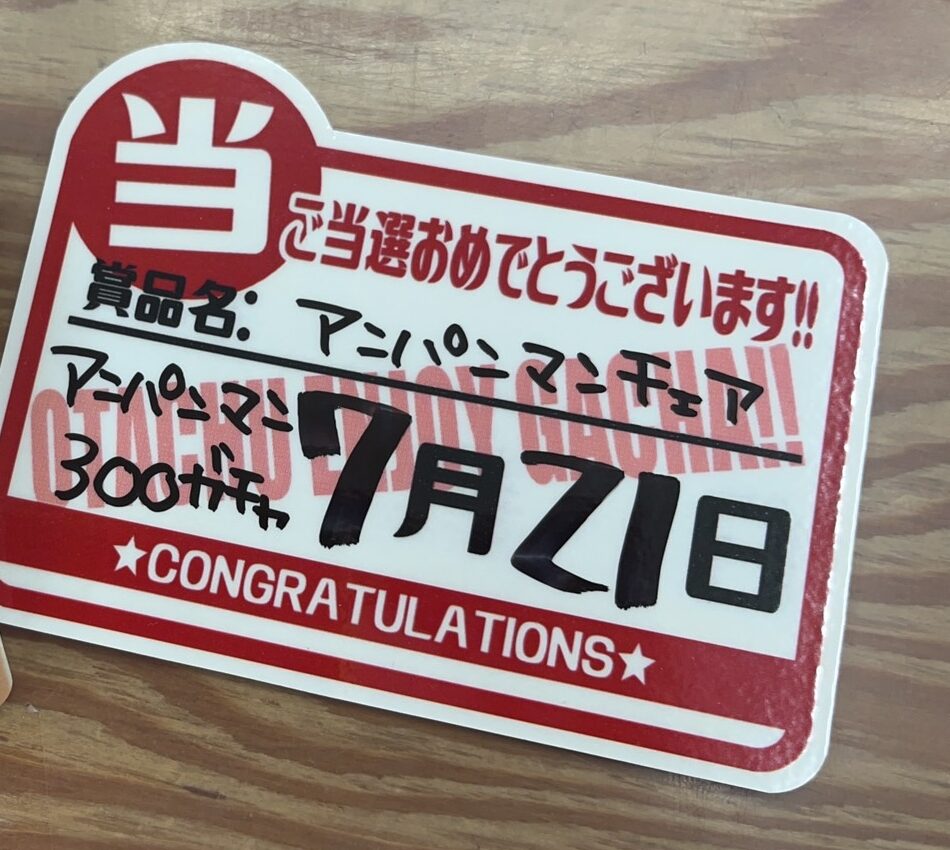 当
ご当選おめでとうございます!!
賞品名: アンパンマンチェア
アンパンマン
300ガチャ
7月21日
ENJOY GACHA!!
★CONGRATULATIONS★